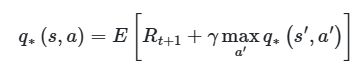 q_*(s, a) = E[R_{t+1} + γ max_{a′} q_*(s′, a′)]